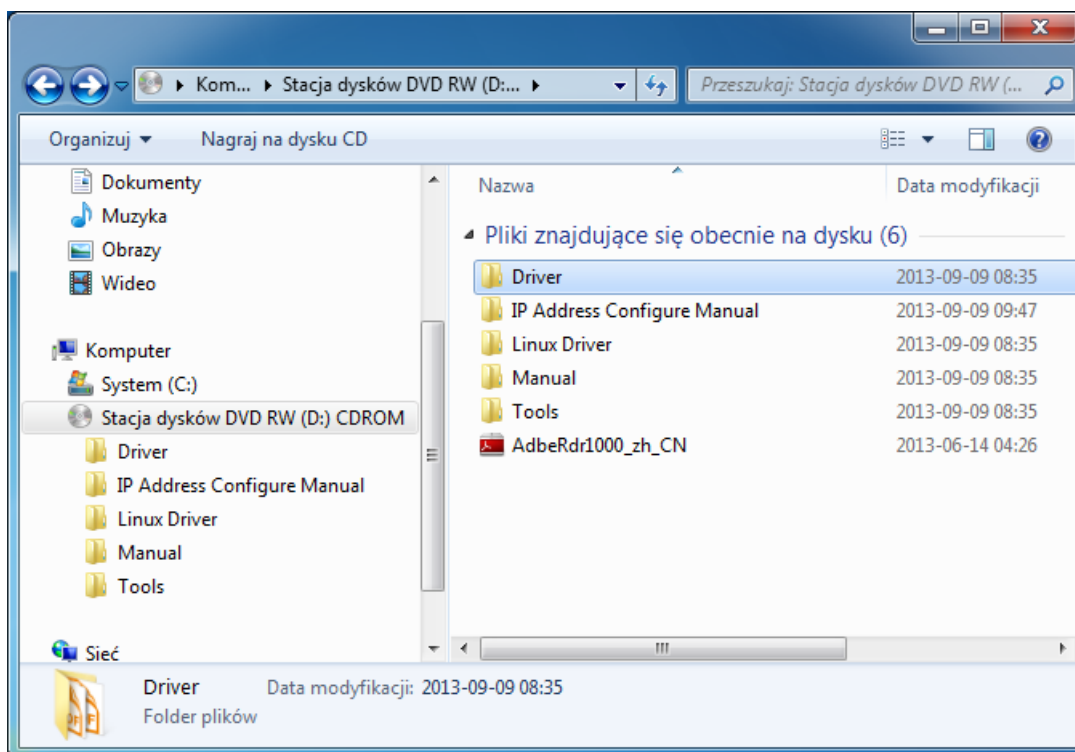 Kom... Stacja dysków DVD RW (D:... Przeszukaj: Stacja dysków DVD RW (...
Organizuj Nagraj na dysku CD
Dokumenty
Muzyka
Obrazy
Wideo
Komputer
System (C:)
Stacja dysków DVD RW (D:) CDROM
Driver
IP Address Configure Manual
Linux Driver
Manual
Tools
Sieć
Nazwa Data modyfikacji
Pliki znajdujące się obecnie na dysku (6)
Driver 2013-09-09 08:35
IP Address Configure Manual 2013-09-09 09:47
Linux Driver 2013-09-09 08:35
Manual 2013-09-09 08:35
Tools 2013-09-09 08:35
AdbeRdr1000_zh_CN 2013-06-14 04:26
Driver Data modyfikacji: 2013-09-09 08:35
Folder plików